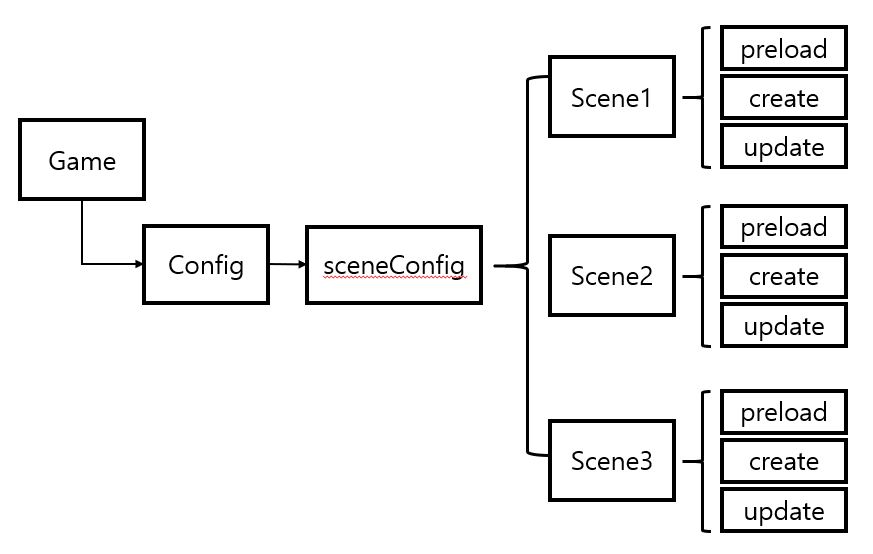 Game
Config
sceneConfig
Scene1
preload
create
update
Scene2
preload
create
update
Scene3
preload
create
update